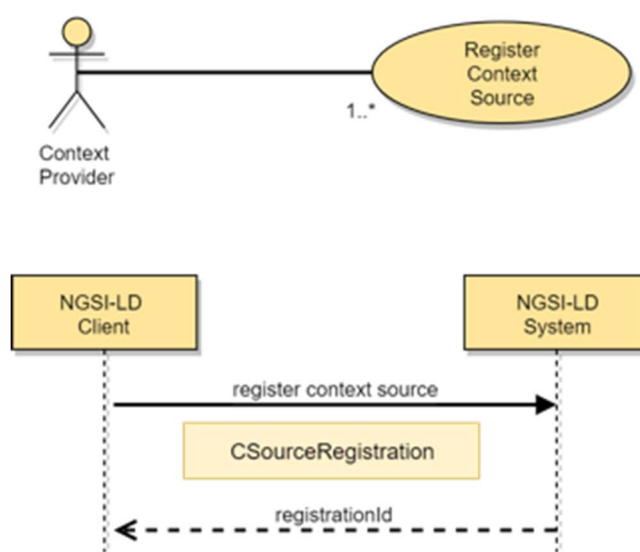 Register
Context
Source
1..*
Context
Provider
NGSI-LD
Client
NGSI-LD
System
register context source
CSourceRegistration
registrationId